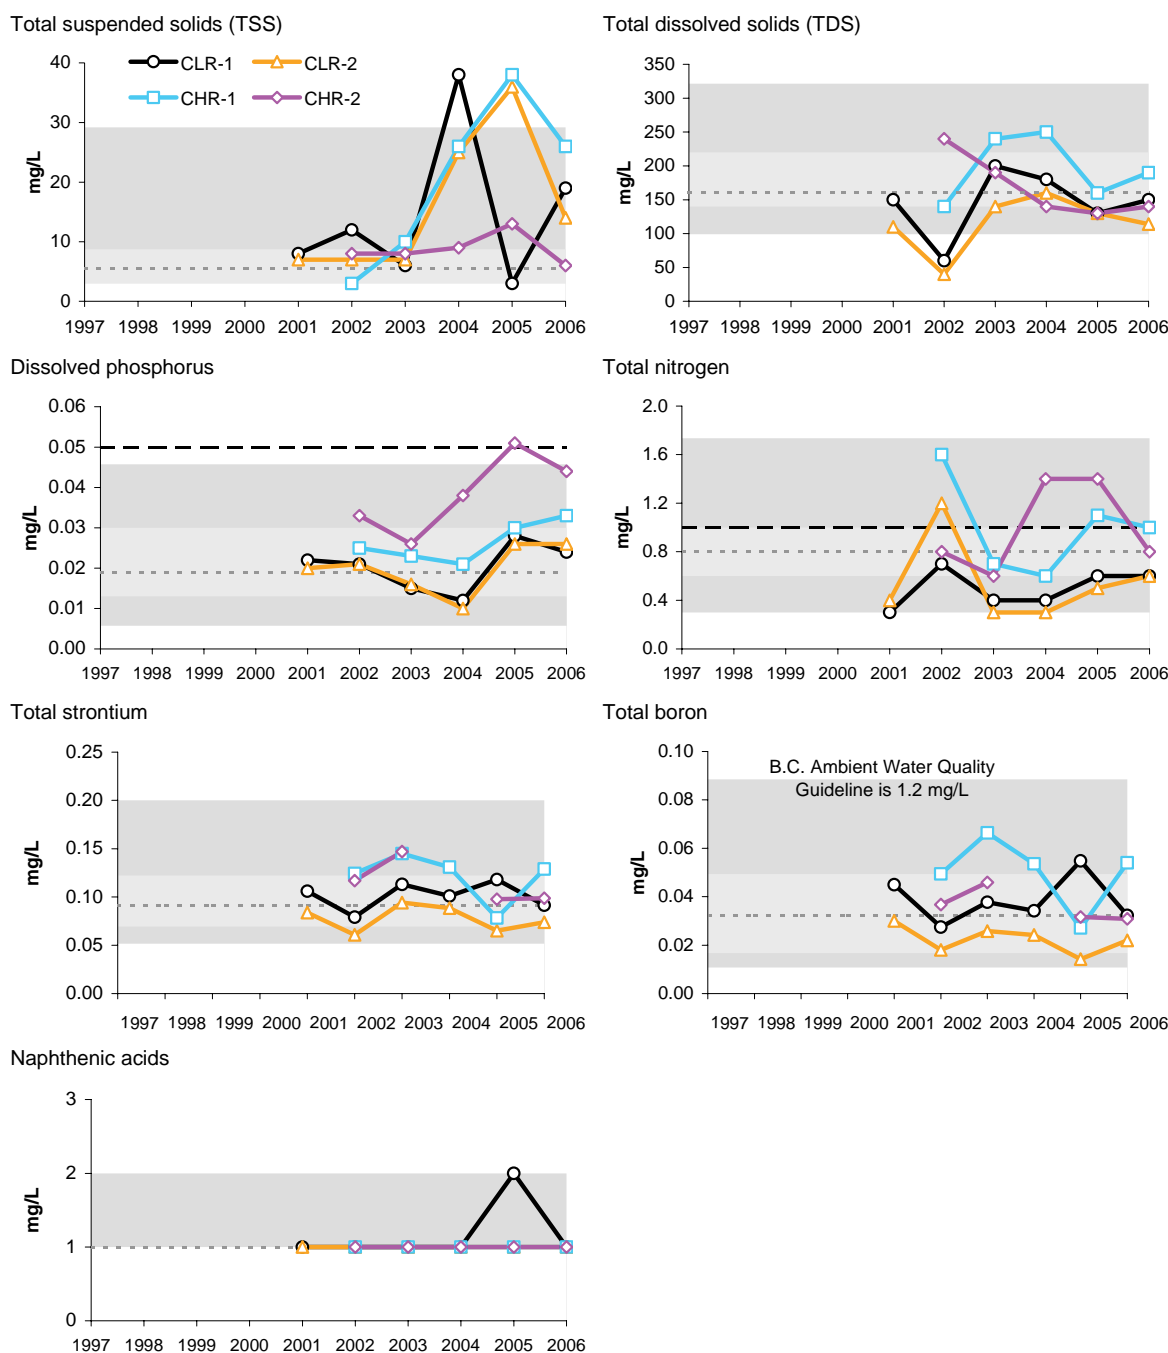 Total suspended solids (TSS)
Total dissolved solids (TDS)
40
30
20
10
0
mg/L
CLR-1
CLR-2
CHR-1
CHR-2
1997 1998 1999 2000 2001 2002 2003 2004 2005 2006
350
300
250
200
150
100
50
0
mg/L
1997 1998 1999 2000 2001 2002 2003 2004 2005 2006
Dissolved phosphorus
Total nitrogen
0.06
0.05
0.04
0.03
0.02
0.01
0.00
mg/L
1997 1998 1999 2000 2001 2002 2003 2004 2005 2006
2.0
1.6
1.2
0.8
0.4
0.0
mg/L
1997 1998 1999 2000 2001 2002 2003 2004 2005 2006
Total strontium
Total boron
0.25
0.20
0.15
0.10
0.05
0.00
mg/L
1997 1998 1999 2000 2001 2002 2003 2004 2005 2006
0.10
0.08
0.06
0.04
0.02
0.00
mg/L
B.C. Ambient Water Quality
Guideline is 1.2 mg/L
1997 1998 1999 2000 2001 2002 2003 2004 2005 2006
Naphthenic acids
3
2
1
0
mg/L
1997 1998 1999 2000 2001 2002 2003 2004 2005 2006